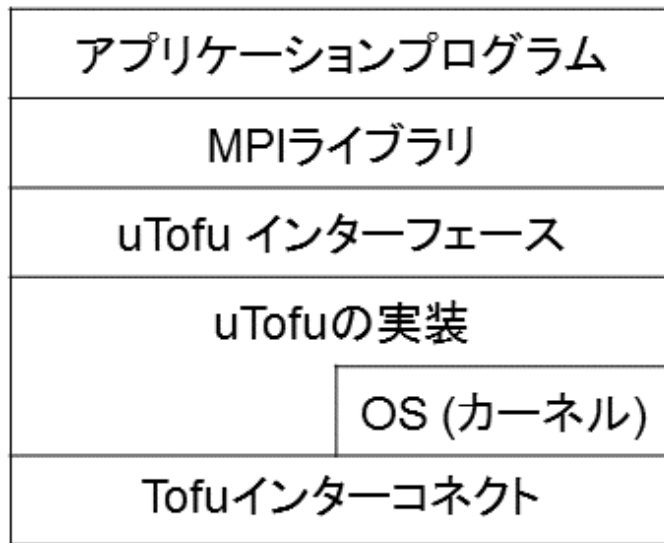 アプリケーションプログラム
MPIライブラリ
uTofu インターフェース
uTofuの実装
OS (カーネル)
Tofuインターコネクト